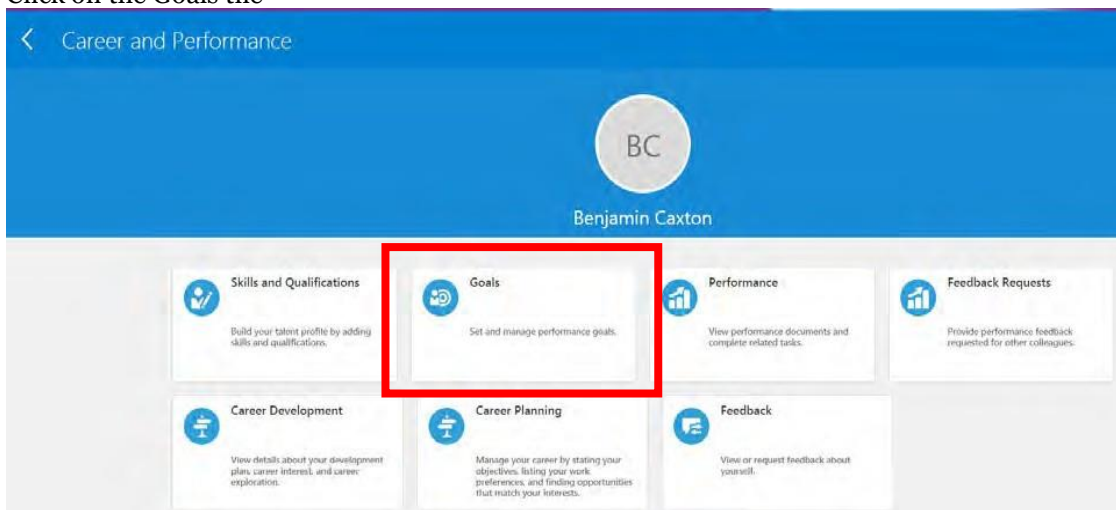 Click on the Goals the
Career and Performance
BC
Benjamin Caxton
Skills and Qualifications
Build your talent profile by adding
skills and qualifications.
Goals
Set and manage performance goals.
Performance
View performance documents and
complete related tasks.
Feedback Requests
Provide performance feedback
requested for other colleagues.
Career Development
View details about your development
plan, career interest, and career
exploration.
Career Planning
Manage your career by stating your
objectives, listing your work
preferences, and finding opportunities
that match your interests.
Feedback
View or request feedback about
yourself.